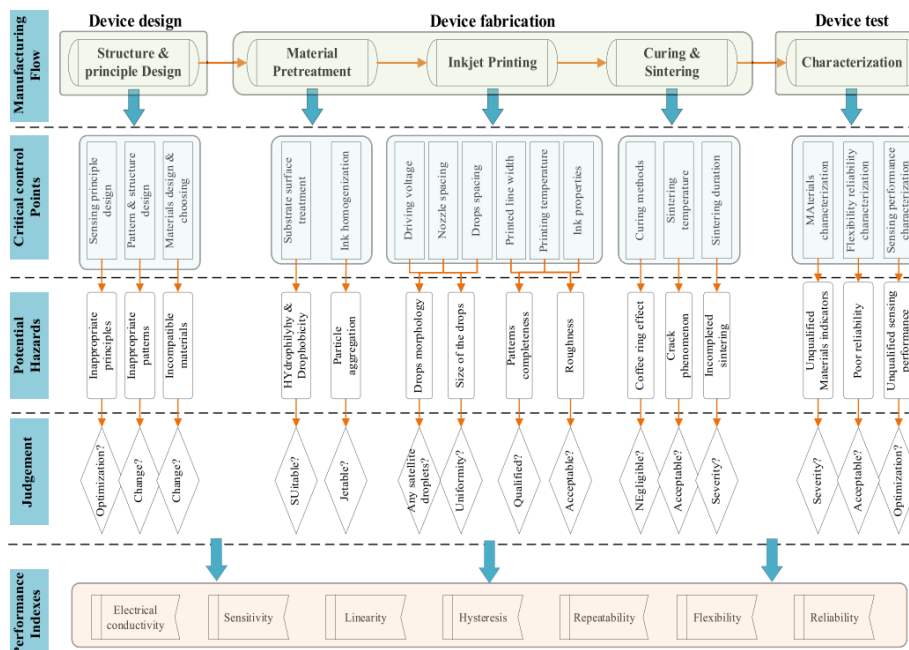 Device design
Device fabrication
Device test
Manufacturing
Flow
Structure &
principle Design
Material
Pretreatment
Inkjet Printing
Curing &
Sintering
Characterization
Critical control
Points
Sensing principle
design
Pattern & structure
design
Materials design &
choosing
Substrate surface
treatment
Ink homogenization
Driving voltage
Nozzle spacing
Drops spacing
Printed line width
Printing temperature
Ink properties
Curing methods
Sintering
temperature
Sintering duration
MAterials
characterization
Flexibility reliability
characterization
Sensing performance
characterization
Potential
Hazards
Inappropriate
principles
Inappropriate
patterns
Incompatible
materials
HYdrophilyhy &
Drophobicity
Particle
aggregation
Drops morphology
Size of the drops
Patterns
completeness
Roughness
Coffee ring effect
Crack
phenomenon
Incompleted
sintering
Unqualified
Materials indicators
Poor reliability
Unqualified sensing
performance
Judgement
Optimization?
Change?
Change?
SUitable?
Jetable?
Any satellite
droplets?
Uniformity?
Qualified?
Acceptable?
NEgligible?
Acceptable?
Severity?
Severity?
Acceptable?
Optimization?
Performance
Indexes
Electrical
conductivity
Sensitivity
Linearity
Hysteresis
Repeatability
Flexibility
Reliability